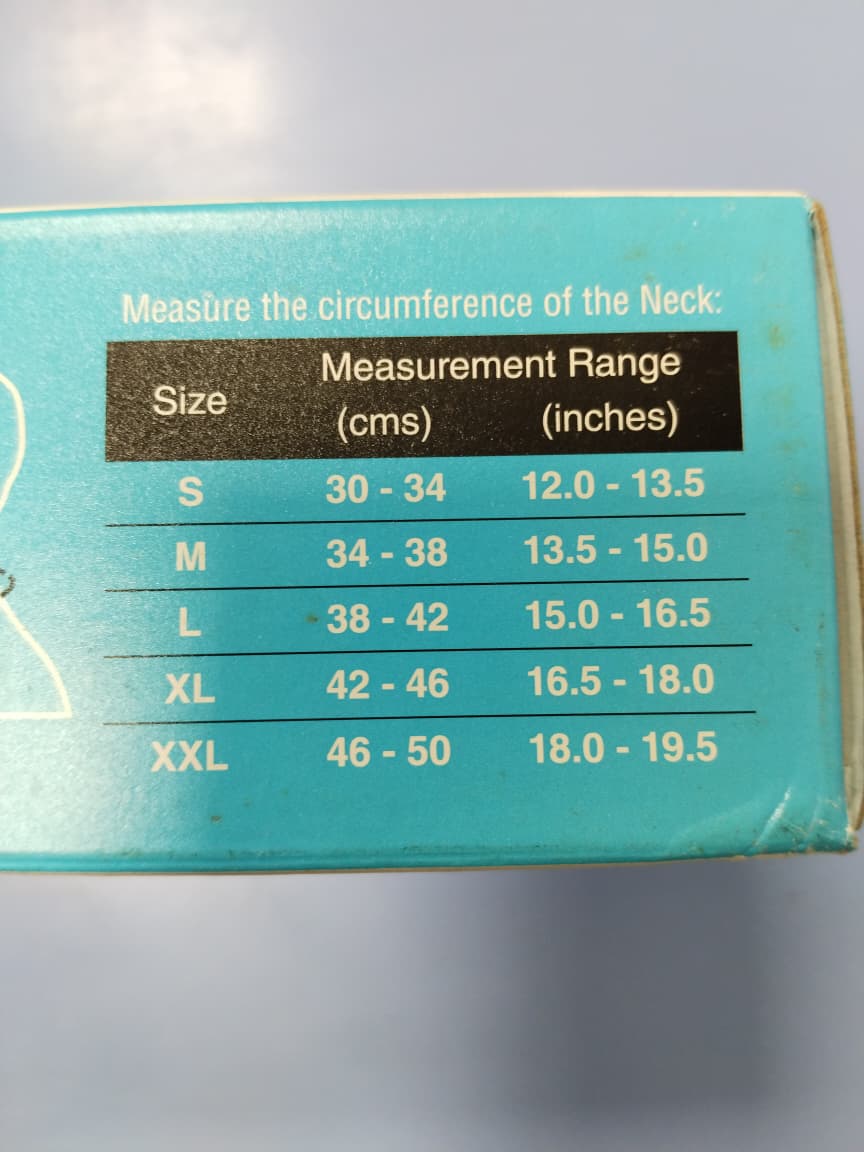 Measure the circumference of the Neck:
Size Measurement Range
(cms) (inches)
S 30 - 34 12.0 - 13.5
M 34 - 38 13.5 - 15.0
L 38 - 42 15.0 - 16.5
XL 42 - 46 16.5 - 18.0
XXL 46 - 50 18.0 - 19.5